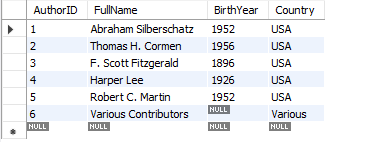 AuthorID FullName BirthYear Country
1 Abraham Silberschatz 1952 USA
2 Thomas H. Cormen 1956 USA
3 F. Scott Fitzgerald 1896 USA
4 Harper Lee 1926 USA
5 Robert C. Martin 1952 USA
6 Various Contributors NULL Various
NULL NULL NULL NULL